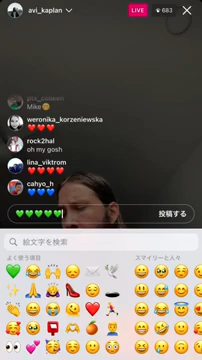 avi_kaplan
LIVE
683
Mike
weronika_korzeniewska
rock2hal
oh my gosh
lina_viktrom
cahyo_h
投稿する
絵文字を検索
よく使う項目
スマイリーと人々